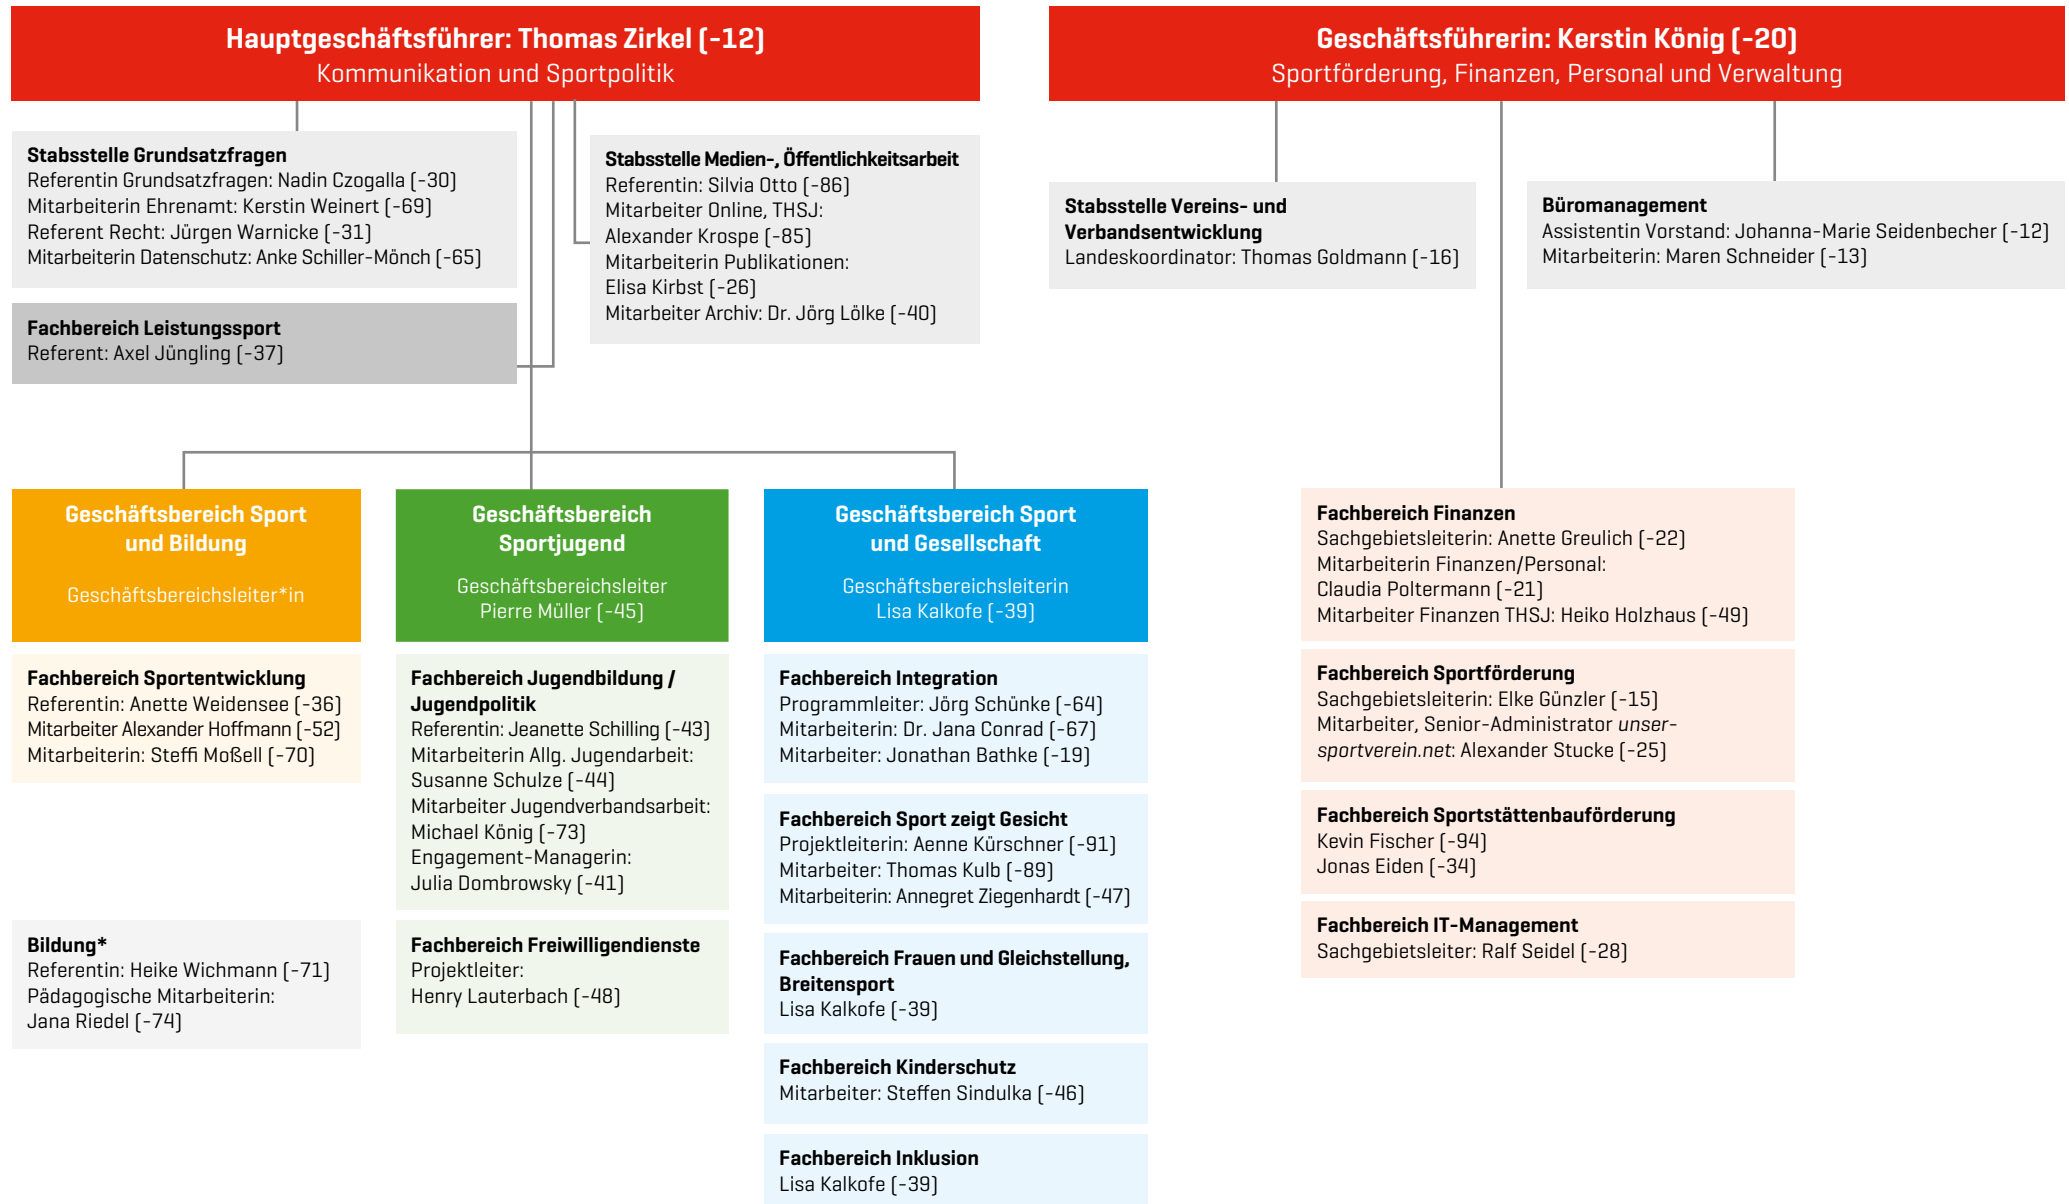 Hauptgeschäftsführer: Thomas Zirkel (-12)
Kommunikation und Sportpolitik
Geschäftsführerin: Kerstin König (-20)
Sportförderung, Finanzen, Personal und Verwaltung
Stabsstelle Grundsatzfragen
Referentin Grundsatzfragen: Nadin Czogalla (-30)
Mitarbeiterin Ehrenamt: Kerstin Weinert (-69)
Referent Recht: Jürgen Warnicke (-31)
Mitarbeiterin Datenschutz: Anke Schiller-Mönch (-65)
Fachbereich Leistungssport
Referent: Axel Jüngling (-37)
Stabsstelle Medien-, Öffentlichkeitsarbeit
Referentin: Silvia Otto (-86)
Mitarbeiter Online, THSJ:
Alexander Krospe (-85)
Mitarbeiterin Publikationen:
Elisa Kirbst (-26)
Mitarbeiter Archiv: Dr. Jörg Lölke (-40)
Stabsstelle Vereins- und
Verbandsentwicklung
Landeskoordinator: Thomas Goldmann (-16)
Büromanagement
Assistentin Vorstand: Johanna-Marie Seidenbecher (-12)
Mitarbeiterin: Maren Schneider (-13)
Geschäftsbereich Sport
und Bildung
Geschäftsbereichsleiter*in
Fachbereich Sportentwicklung
Referentin: Anette Weidensee (-36)
Mitarbeiter Alexander Hoffmann (-52)
Mitarbeiterin: Steffi Moßell (-70)
Bildung*
Referentin: Heike Wichmann (-71)
Pädagogische Mitarbeiterin:
Jana Riedel (-74)
Geschäftsbereich
Sportjugend
Geschäftsbereichsleiter
Pierre Müller (-45)
Fachbereich Jugendbildung /
Jugendpolitik
Referentin: Jeanette Schilling (-43)
Mitarbeiterin Allg. Jugendarbeit:
Susanne Schulze (-44)
Mitarbeiter Jugendverbandsarbeit:
Michael König (-73)
Engagement-Managerin:
Julia Dombrowsky (-41)
Fachbereich Freiwilligendienste
Projektleiter:
Henry Lauterbach (-48)
Geschäftsbereich Sport
und Gesellschaft
Geschäftsbereichsleiterin
Lisa Kalkofe (-39)
Fachbereich Integration
Programmleiter: Jörg Schünke (-64)
Mitarbeiterin: Dr. Jana Conrad (-67)
Mitarbeiter: Jonathan Bathke (-19)
Fachbereich Sport zeigt Gesicht
Projektleiterin: Aenne Kürschner (-91)
Mitarbeiter: Thomas Kulb (-89)
Mitarbeiterin: Annegret Ziegenhardt (-47)
Fachbereich Frauen und Gleichstellung,
Breitensport
Lisa Kalkofe (-39)
Fachbereich Kinderschutz
Mitarbeiter: Steffen Sindulka (-46)
Fachbereich Inklusion
Lisa Kalkofe (-39)
Fachbereich Finanzen
Sachgebietsleiterin: Anette Greulich (-22)
Mitarbeiterin Finanzen/Personal:
Claudia Poltermann (-21)
Mitarbeiter Finanzen THSJ: Heiko Holzhaus (-49)
Fachbereich Sportförderung
Sachgebietsleiterin: Elke Günzler (-15)
Mitarbeiter, Senior-Administrator unser-
sportverein.net: Alexander Stucke (-25)
Fachbereich Sportstättenbauförderung
Kevin Fischer (-94)
Jonas Eiden (-34)
Fachbereich IT-Management
Sachgebietsleiter: Ralf Seidel (-28)